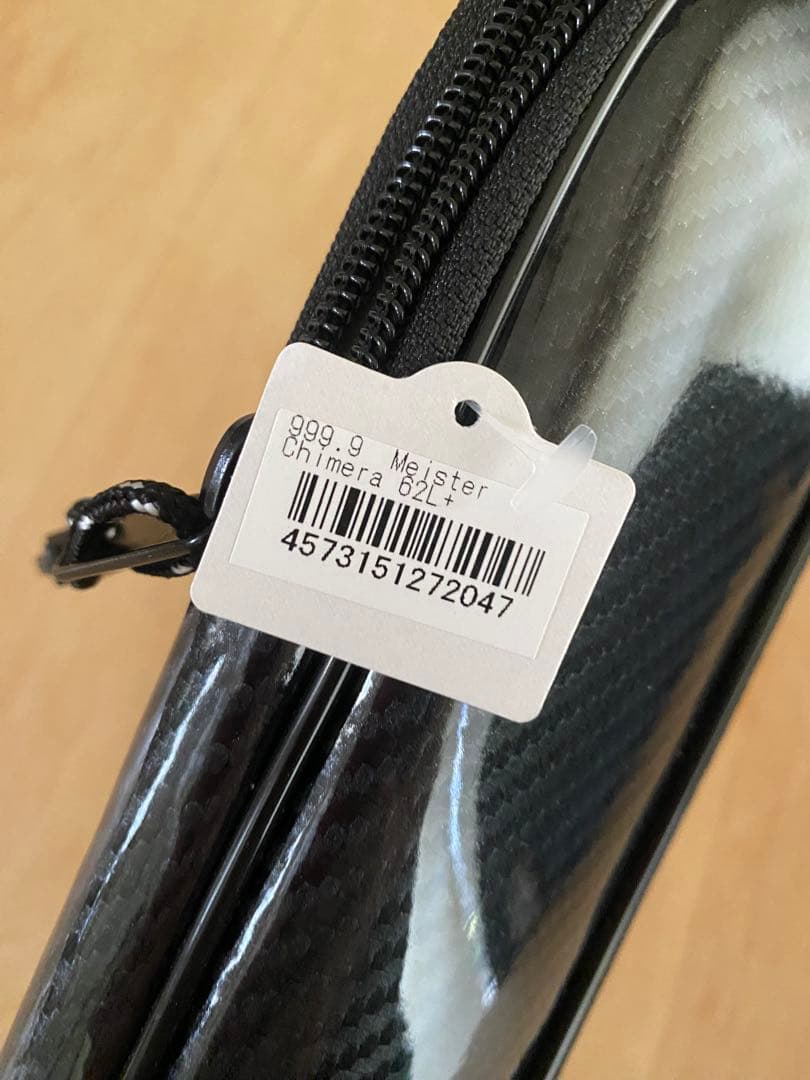 999.9 Meister
Chimera 62L+
4573151272047